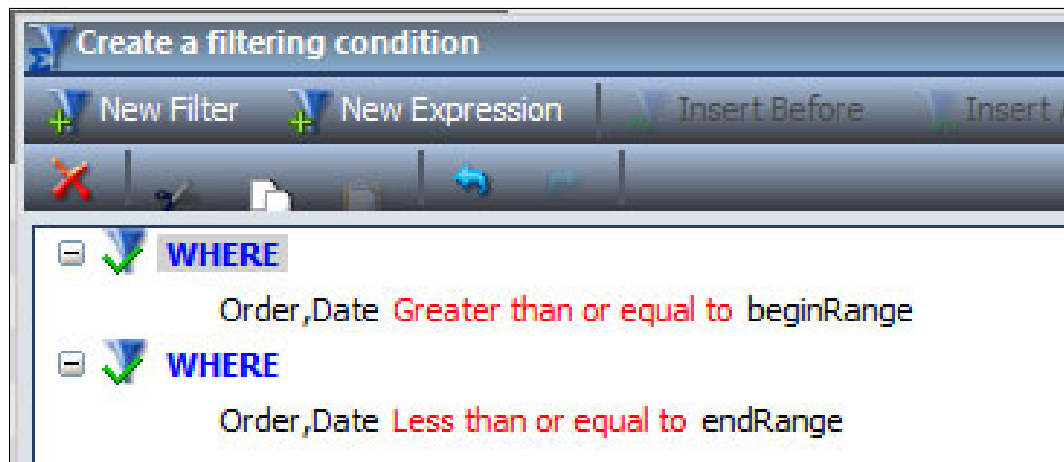 Create a filtering condition
New Filter New Expression Insert Before Insert
WHERE
Order,Date Greater than or equal to beginRange
WHERE
Order,Date Less than or equal to endRange